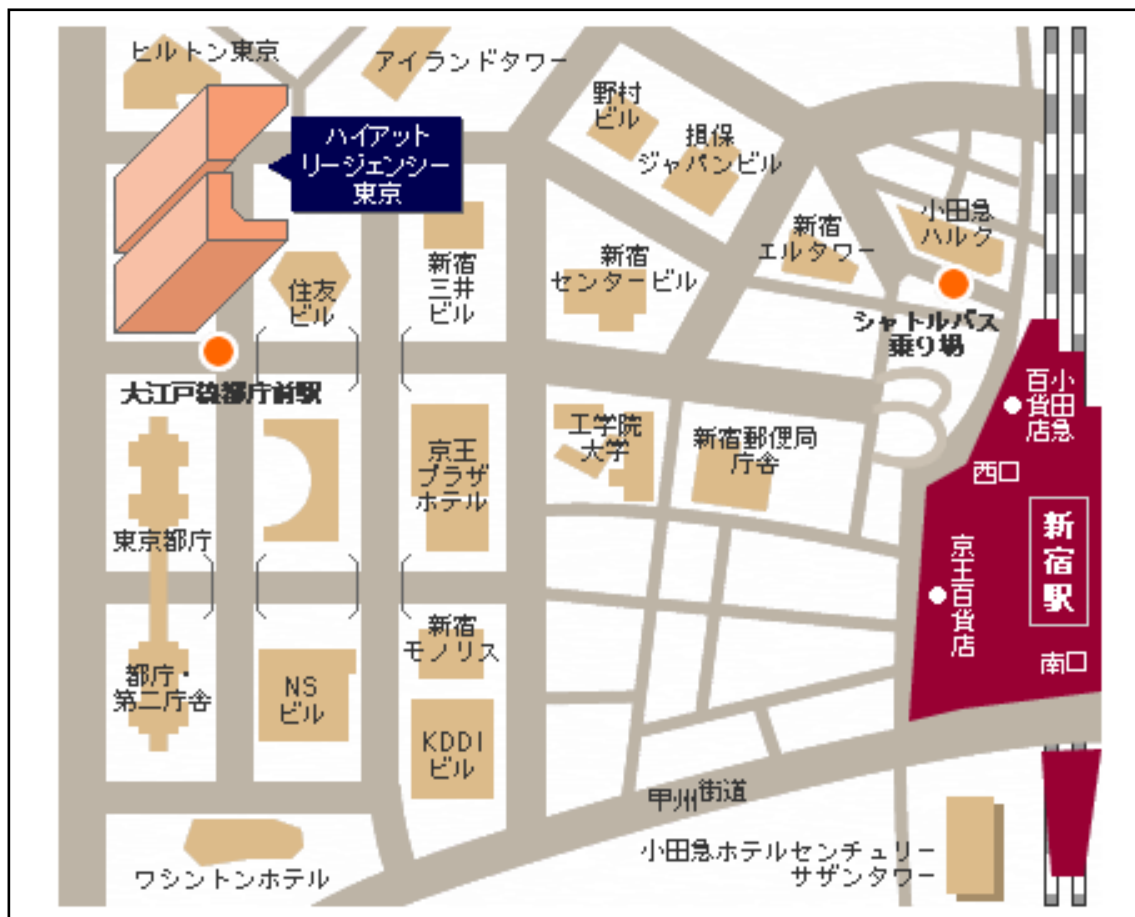 ヒルトン東京
アイランドタワー
野村
ビル
損保
ジャパンビル
ハイアット
リージェンシー
東京
小田急
ハルク
新宿
エルタワー
新宿
三井
ビル
新宿
センタービル
住友
ビル
シャトルバス
乗り場
大江戸線都庁前駅
小田急
百貨店
工学院
大学
新宿郵便局
庁舎
京王
プラザ
ホテル
西口
新宿駅
東京都庁
京王百貨店
新宿
モノリス
南口
都庁・
第二庁舎
NS
ビル
KDDI
ビル
甲州街道
小田急ホテルセンチュリー
サザンタワー
ワシントンホテル